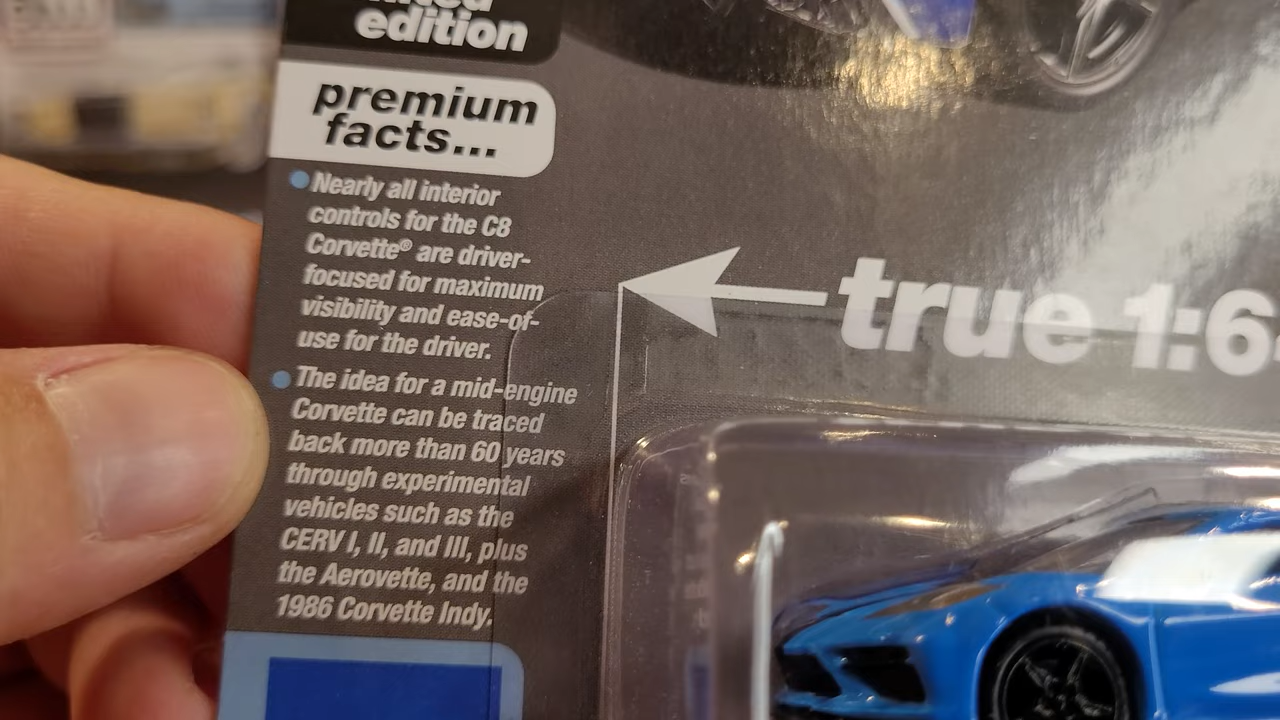 edition
premium
facts...
Nearly all interior
controls for the C8
Corvette® are driver-
focused for maximum
visibility and ease-of-
use for the driver.
The idea for a mid-engine
Corvette can be traced
back more than 60 years
through experimental
vehicles such as the
CERV I, II, and III, plus
the Aerovette, and the
1986 Corvette Indy.
true 1:6